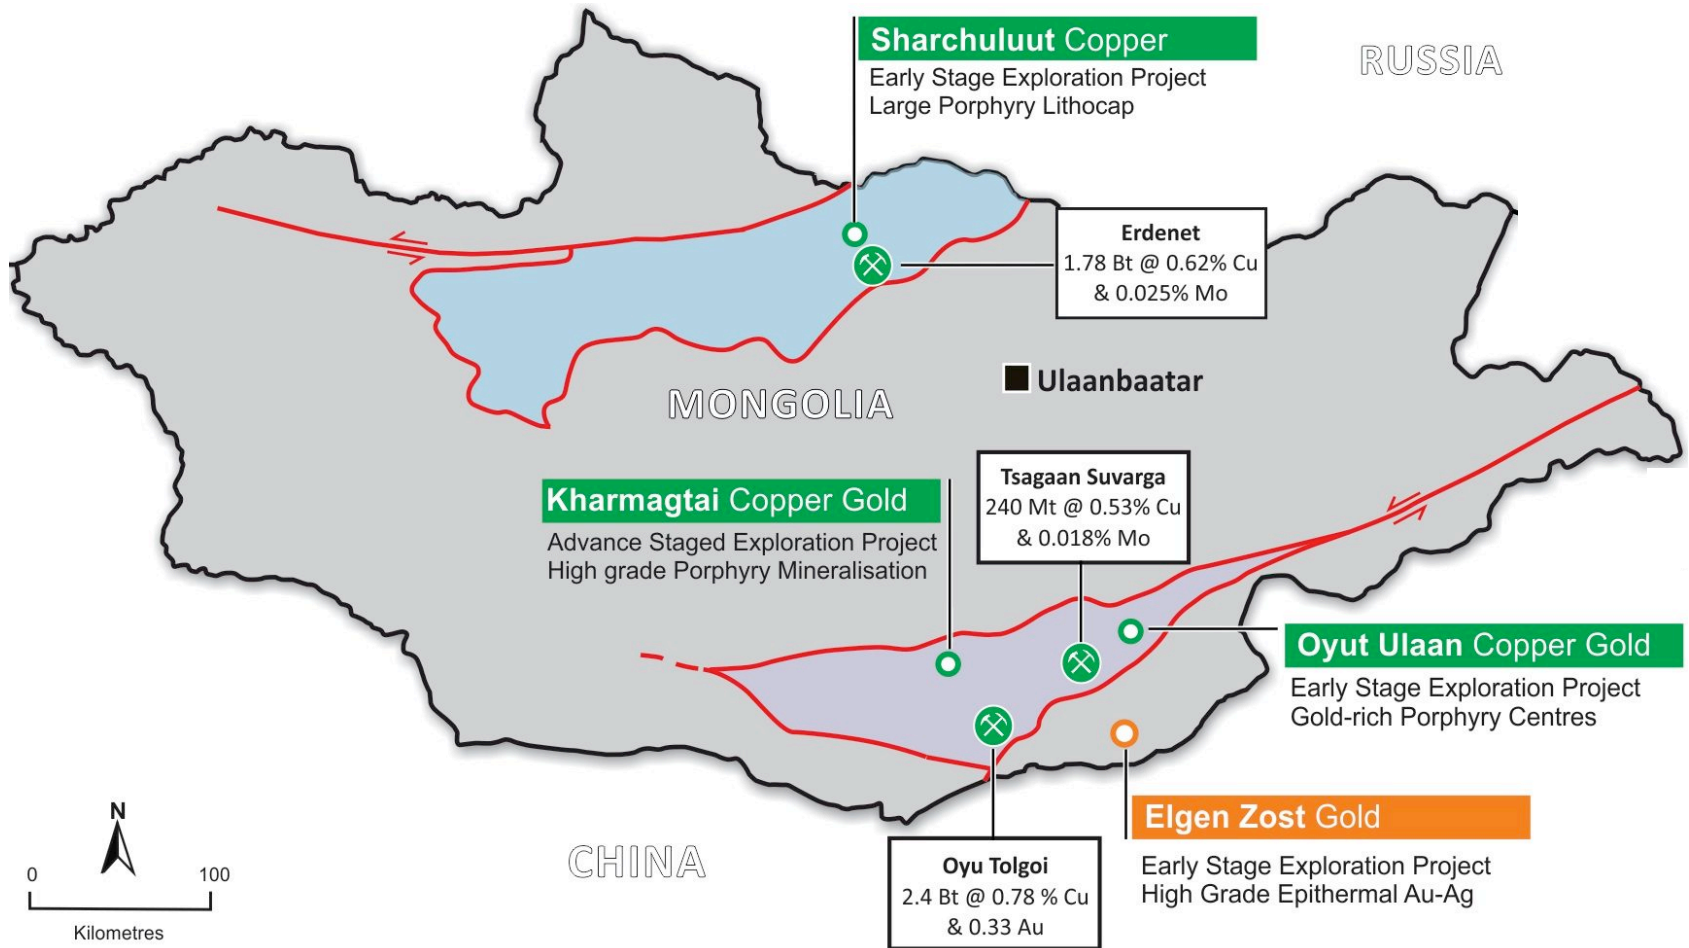 Sharchuluut Copper
Early Stage Exploration Project
Large Porphyry Lithocap
RUSSIA
Erdenet
1.78 Bt @ 0.62% Cu
& 0.025% Mo
Ulaanbaatar
MONGOLIA
Tsagaan Suvarga
240 Mt @ 0.53% Cu
& 0.018% Mo
Kharmagtai Copper Gold
Advance Staged Exploration Project
High grade Porphyry Mineralisation
Oyut Ulaan Copper Gold
Early Stage Exploration Project
Gold-rich Porphyry Centres
Elgen Zost Gold
Early Stage Exploration Project
High Grade Epithermal Au-Ag
Oyu Tolgoi
2.4 Bt @ 0.78 % Cu
& 0.33 Au
CHINA
N
0 100
Kilometres